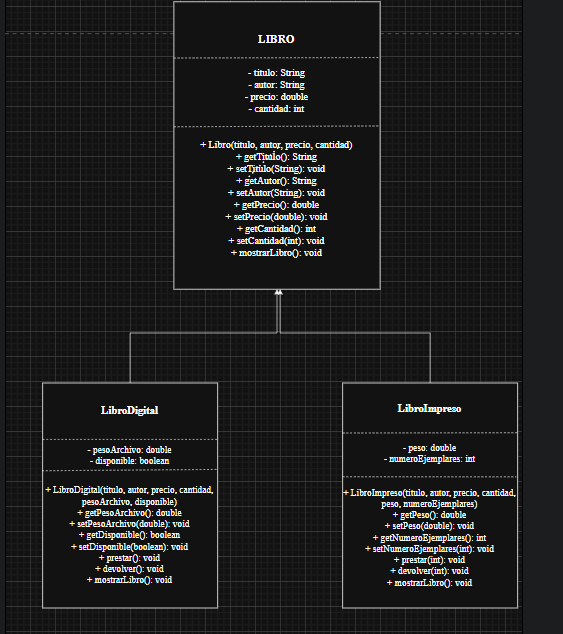 LIBRO
- titulo: String
- autor: String
- precio: double
- cantidad: int
+ Libro(titulo, autor, precio, cantidad)
+ getTitulo(): String
+ setTitulo(String): void
+ getAutor(): String
+ setAutor(String): void
+ getPrecio(): double
+ setPrecio(double): void
+ getCantidad(): int
+ setCantidad(int): void
+ mostrarLibro(): void
LibroDigital
- pesoArchivo: double
- disponible: boolean
+ LibroDigital(titulo, autor, precio, cantidad,
pesoArchivo, disponible)
+ getPesoArchivo(): double
+ setPesoArchivo(double): void
+ getDisponible(): boolean
+ setDisponible(boolean): void
+ prestar(): void
+ devolver(): void
+ mostrarLibro(): void
LibroImpreso
- peso: double
- numeroEjemplares: int
+ LibroImpreso(titulo, autor, precio, cantidad,
peso, numeroEjemplares)
+ getPeso(): double
+ setPeso(double): void
+ getNumeroEjemplares(): int
+ setNumeroEjemplares(int): void
+ prestar(int): void
+ devolver(int): void
+ mostrarLibro(): void